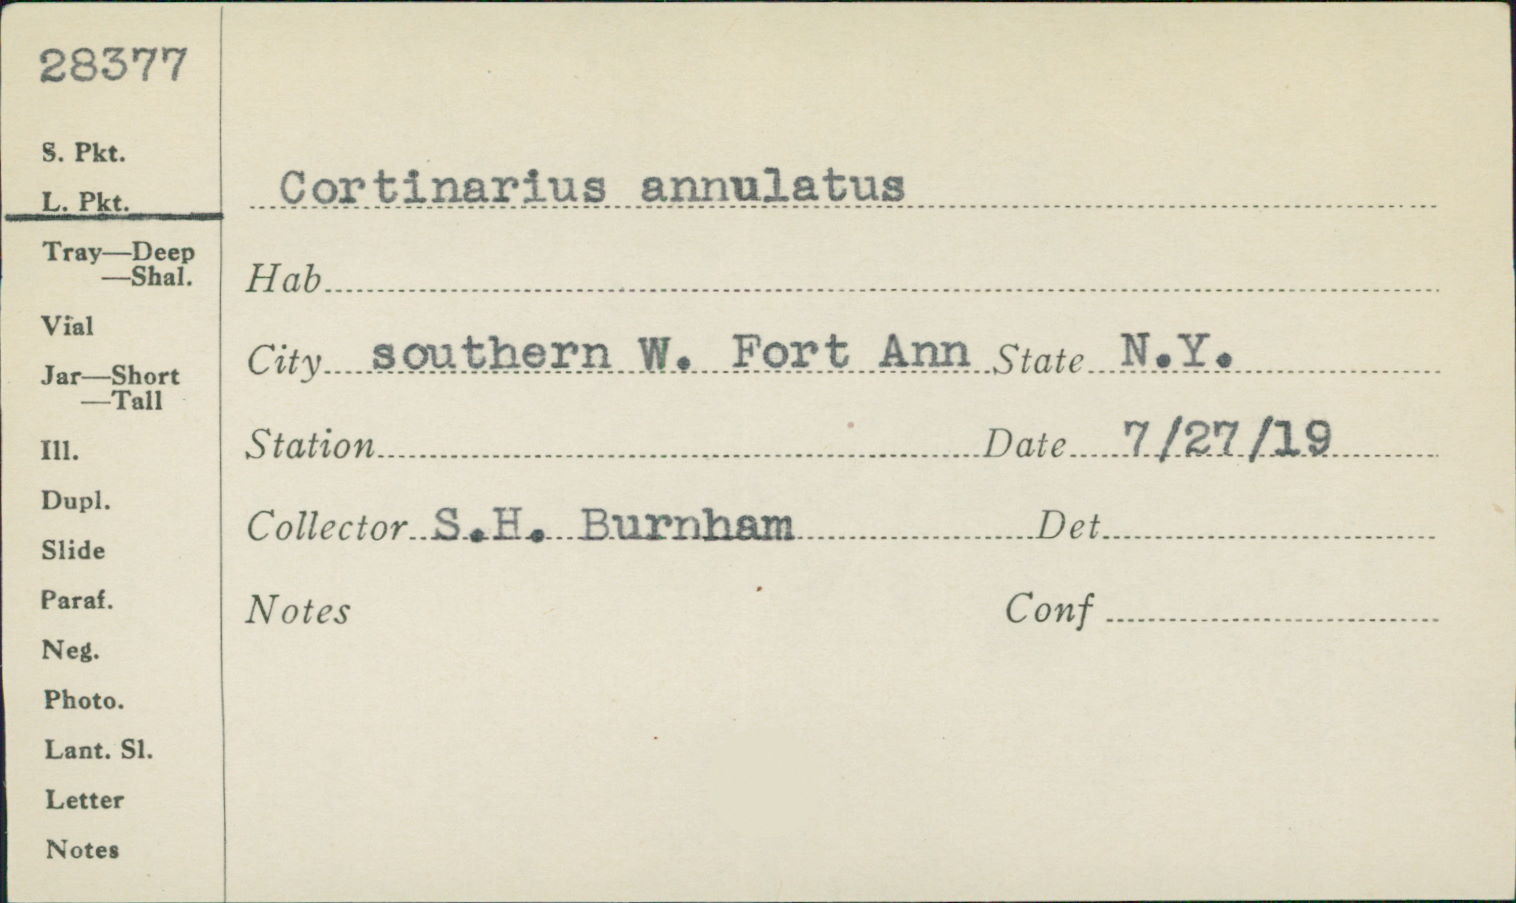 28377
S. Pkt.
L. Pkt.
Tray—Deep
—Shal.
Vial
Jar—Short
—Tall
Ill.
Dupl.
Slide
Paraf.
Neg.
Photo.
Lant. Sl.
Letter
Notes
Cortinarius annulatus
Hab
City southern W. Fort Ann State N.Y.
Station Date 7/27/19
Collector S.H. Burnham Det
Notes Conf